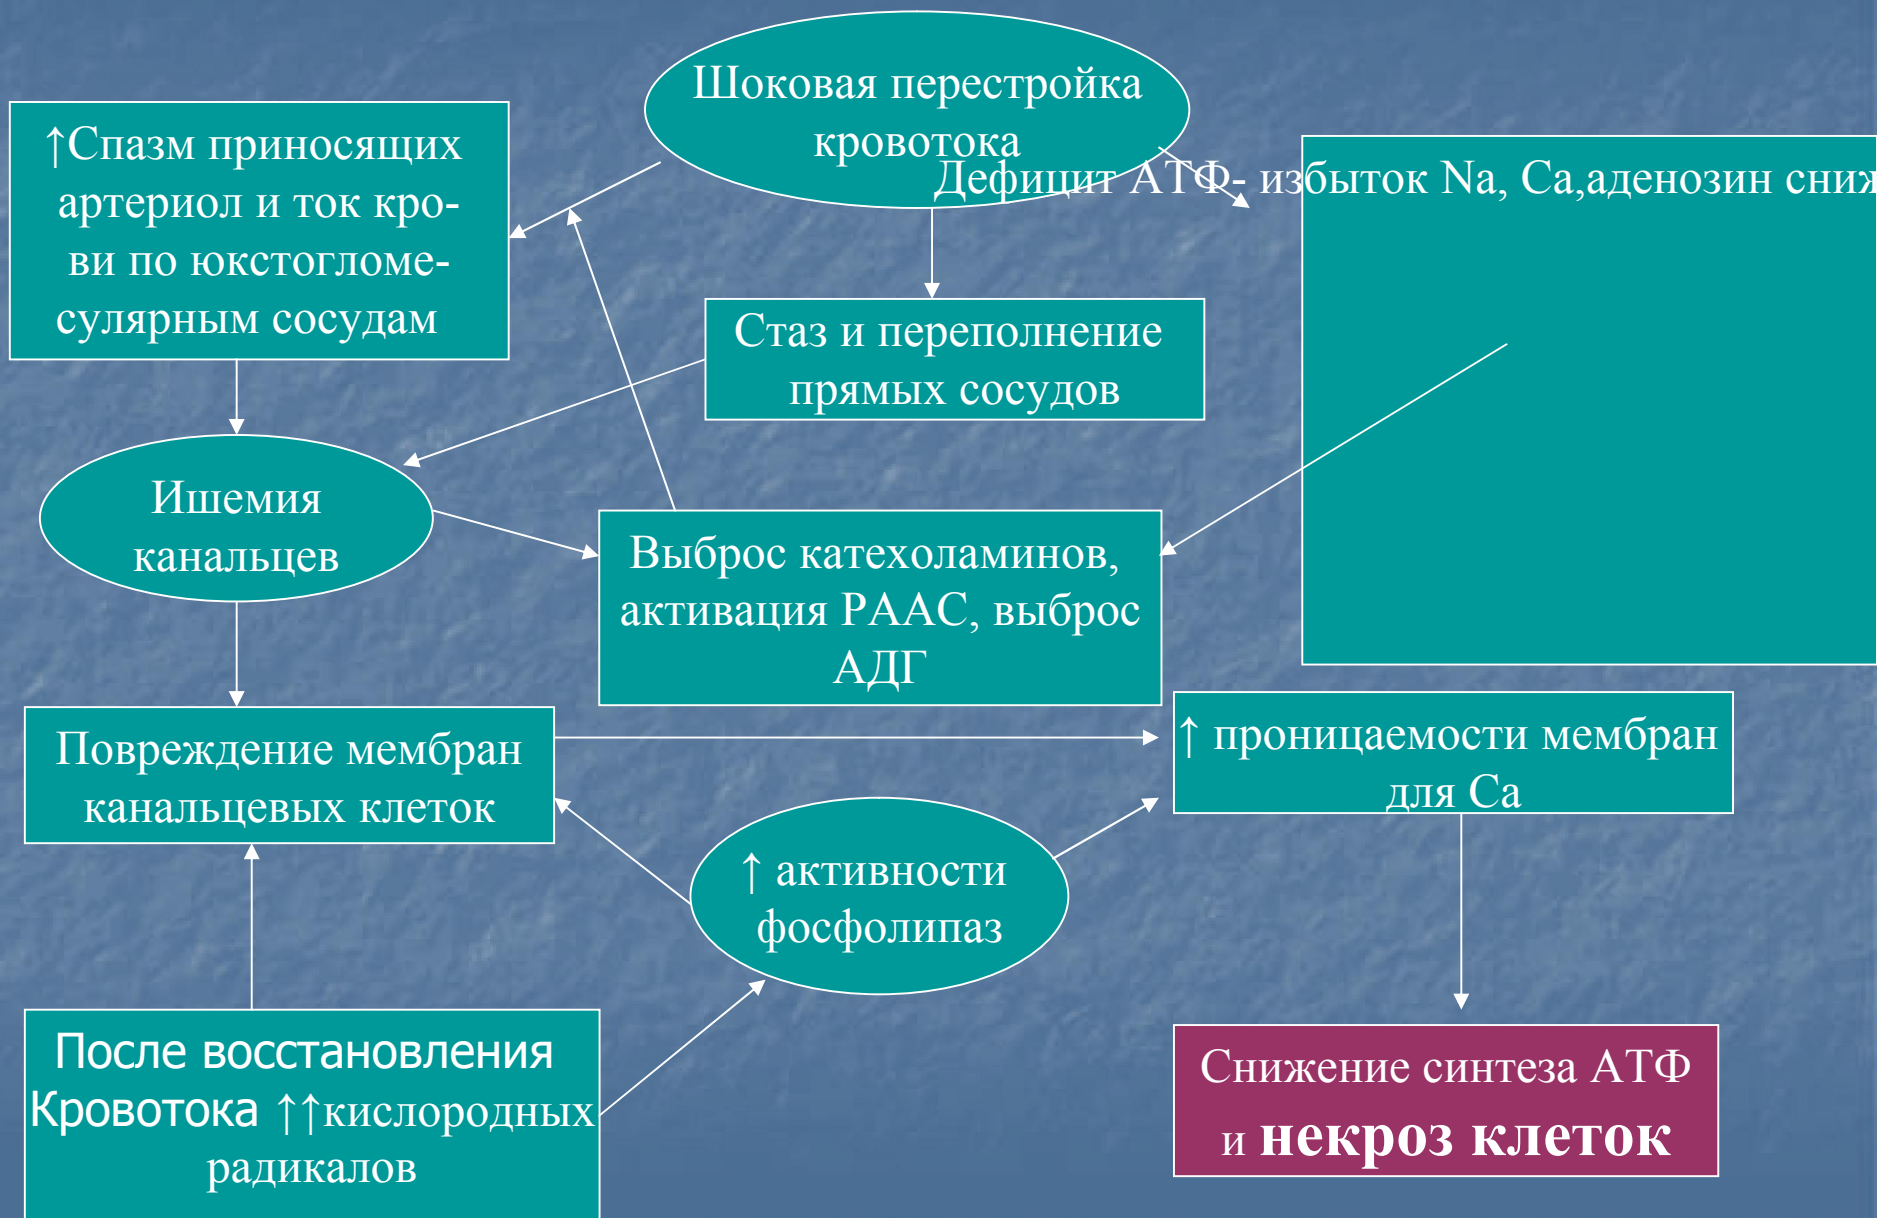 Шоковая перестройка
кровотока
↑Спазм приносящих
артериол и ток кро-
ви по юкстогломе-
сулярным сосудам
Дефицит АТФ- избыток Na, Ca,аденозин
Стаз и переполнение
прямых сосудов
Ишемия
канальцев
Выброс катехоламинов,
активация РААС, выброс
АДГ
Повреждение мембран
канальцевых клеток
↑ проницаемости мембран
для Ca
↑ активности
фосфолипаз
После восстановления
Кровотока ↑↑кислородных
радикалов
Снижение синтеза АТФ
и некроз клеток